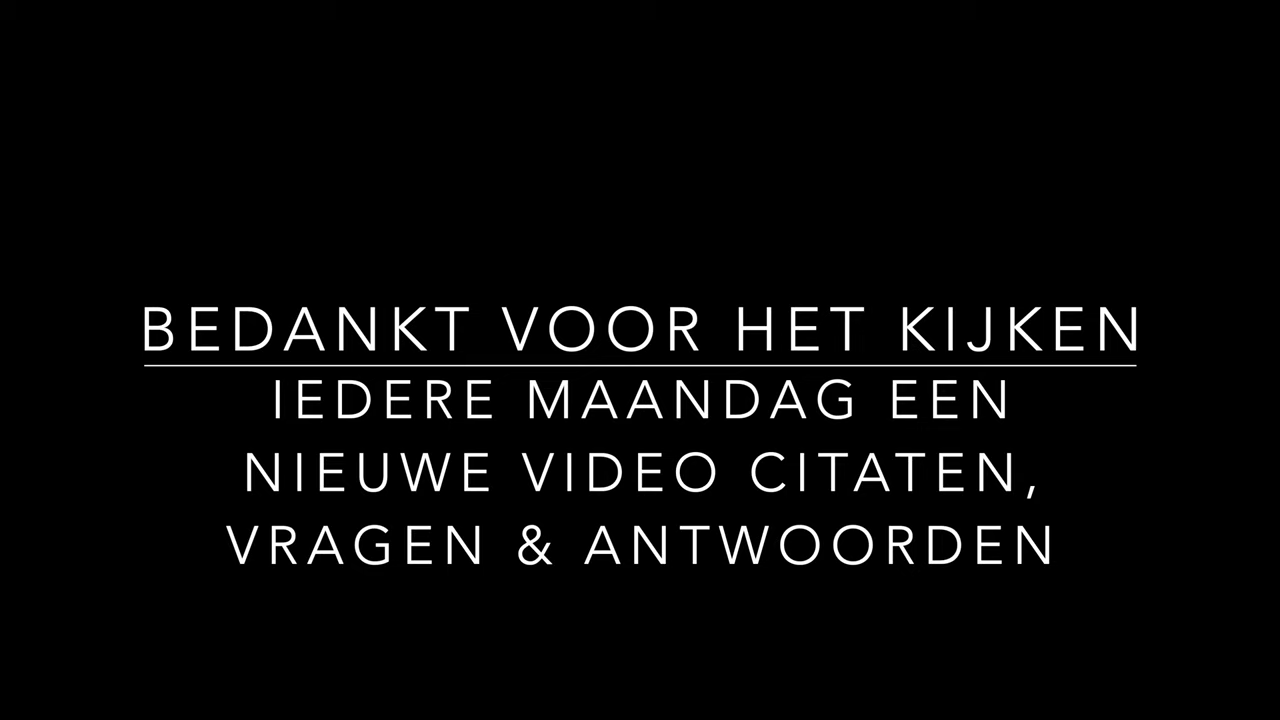 BEDANKT VOOR HET KIJKEN
IEDERE MAANDAG EEN
NIEUWE VIDEO CITATEN,
VRAGEN & ANTWOORDEN